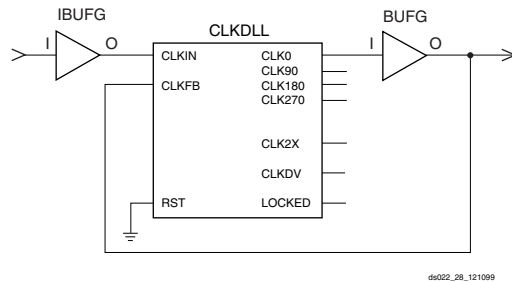 IBUFG
I
O
CLKDLL
BUFG
I
O
CLKIN
CLKFB
RST
CLK0
CLK90
CLK180
CLK270
CLK2X
CLKDV
LOCKED
ds022_28_121099